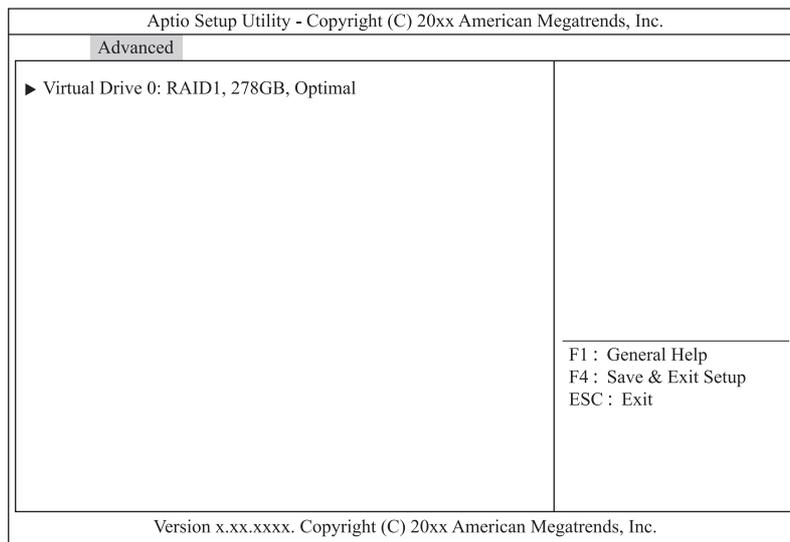 Aptio Setup Utility - Copyright (C) 20xx American Megatrends, Inc.
Advanced
▶ Virtual Drive 0: RAID1, 278GB, Optimal
F1 : General Help
F4 : Save & Exit Setup
ESC : Exit
Version x.xx.xxxx. Copyright (C) 20xx American Megatrends, Inc.